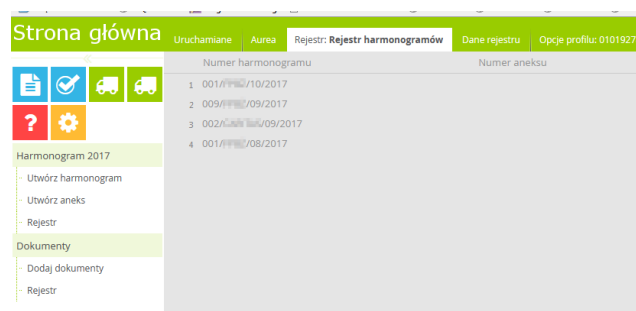 Strona główna
Uruchamiane Aurea Rejestr: Rejestr harmonogramów Dane rejestru Opcje profilu: 0101927
Numer harmonogramu Numer aneksu
1 001/ /10/2017
2 009/ /09/2017
3 002/ /09/2017
4 001/ /08/2017
?
Harmonogram 2017
Utwórz harmonogram
Utwórz aneks
Rejestr
Dokumenty
Dodaj dokumenty
Rejestr